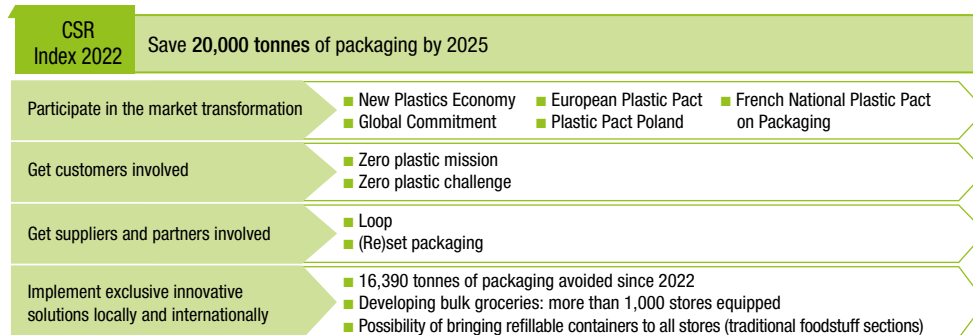 CSR
Index 2022
Save 20,000 tonnes of packaging by 2025
Participate in the market transformation
■ New Plastics Economy ■ European Plastic Pact ■ French National Plastic Pact
■ Global Commitment ■ Plastic Pact Poland on Packaging
Get customers involved
■ Zero plastic mission
■ Zero plastic challenge
Get suppliers and partners involved
■ Loop
■ (Re)set packaging
Implement exclusive innovative
solutions locally and internationally
■ 16,390 tonnes of packaging avoided since 2022
■ Developing bulk groceries: more than 1,000 stores equipped
■ Possibility of bringing refillable containers to all stores (traditional foodstuff sections)